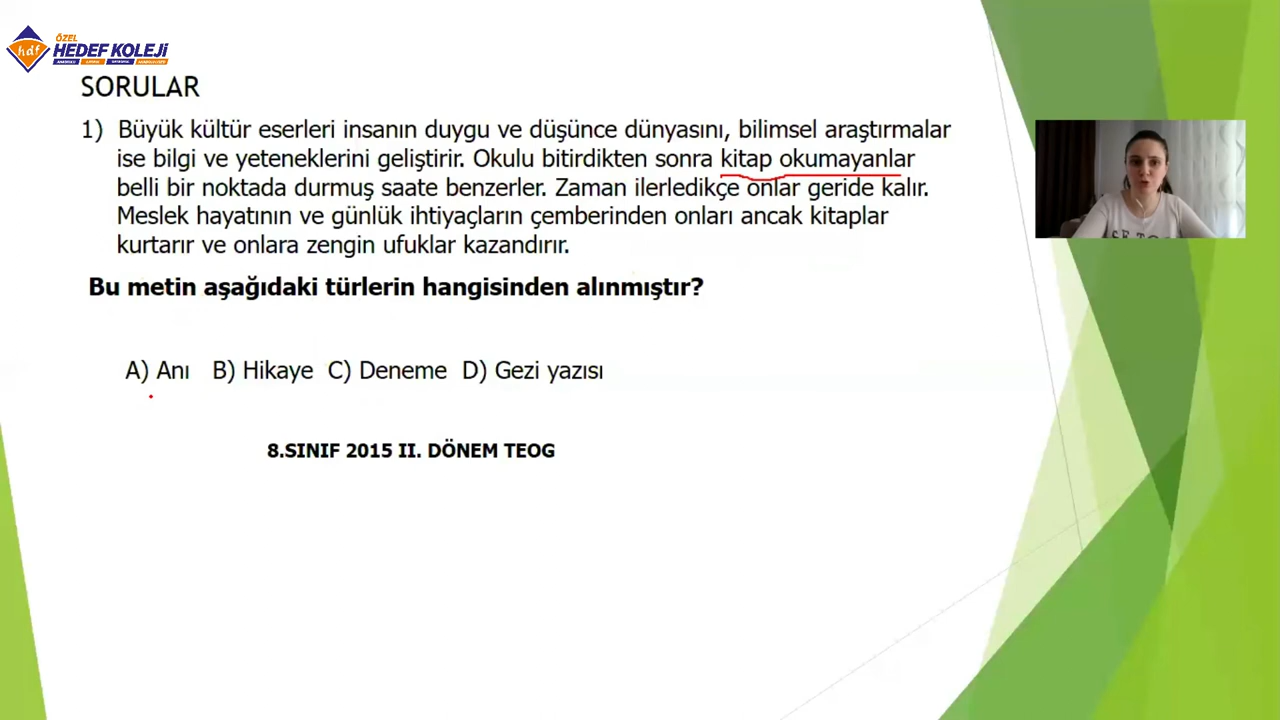 ÖZEL
hdf HEDEF KOLEJİ
SORULAR
1) Büyük kültür eserleri insanın duygu ve düşünce dünyasını, bilimsel araştırmalar
ise bilgi ve yeteneklerini geliştirir. Okulu bitirdikten sonra kitap okumayanlar
belli bir noktada durmuş saate benzerler. Zaman ilerledikçe onlar geride kalır.
Meslek hayatının ve günlük ihtiyaçların çemberinden onları ancak kitaplar
kurtarır ve onlara zengin ufuklar kazandırır.
Bu metin aşağıdaki türlerin hangisinden alınmıştır?
A) Anı B) Hikaye C) Deneme D) Gezi yazısı
8.SINIF 2015 II. DÖNEM TEOG